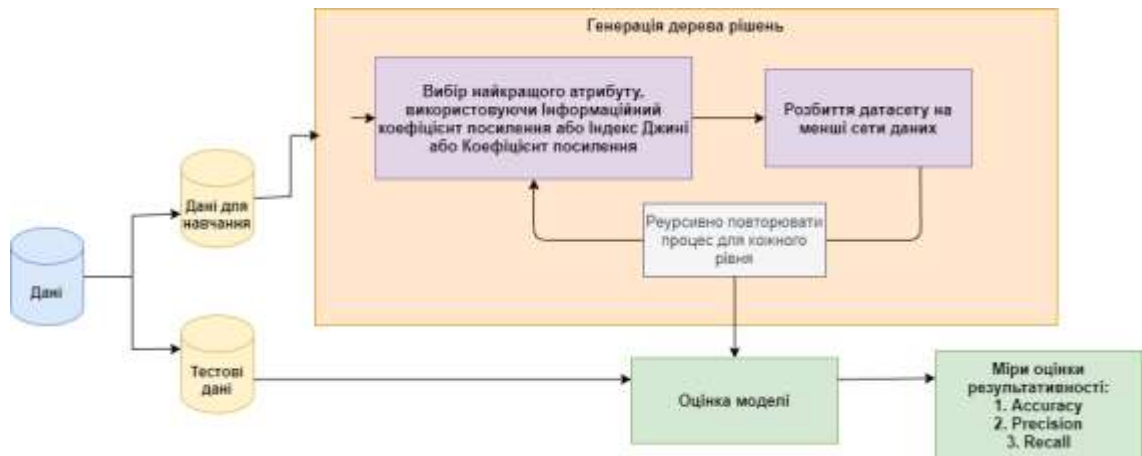 Генерація дерева рішень
Вибір найкращого атрибуту,
використовуючи Інформаційний
коефіцієнт посилення або Індекс Джині
або Коефіцієнт посилення
Розбиття датасету на
менші сети даних
Реурсивно повторювати
процес для кожного
рівня
Дані для
навчання
Дані
Тестові
дані
Оцінка моделі
Міри оцінки
результативності:
1. Accuracy
2. Precision
3. Recall